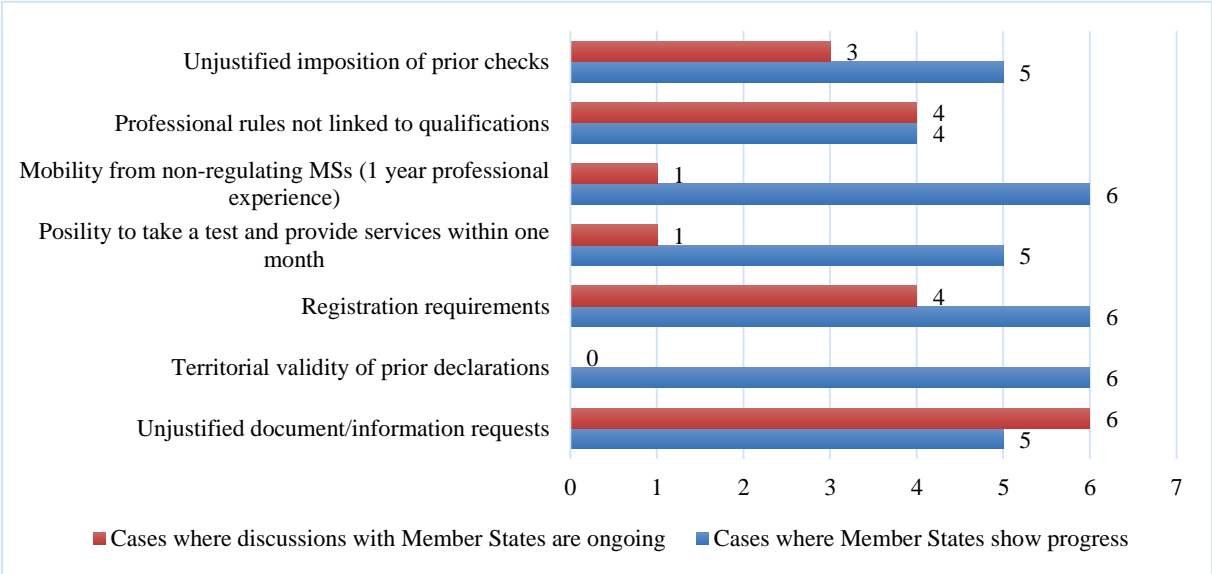 Unjustified imposition of prior checks
3
5
Professional rules not linked to qualifications
4
4
Mobility from non-regulating MSs (1 year professional
experience)
1
6
Posility to take a test and provide services within one
month
1
5
Registration requirements
4
6
Territorial validity of prior declarations
0
6
Unjustified document/information requests
6
5
0 1 2 3 4 5 6 7
Cases where discussions with Member States are ongoing Cases where Member States show progress